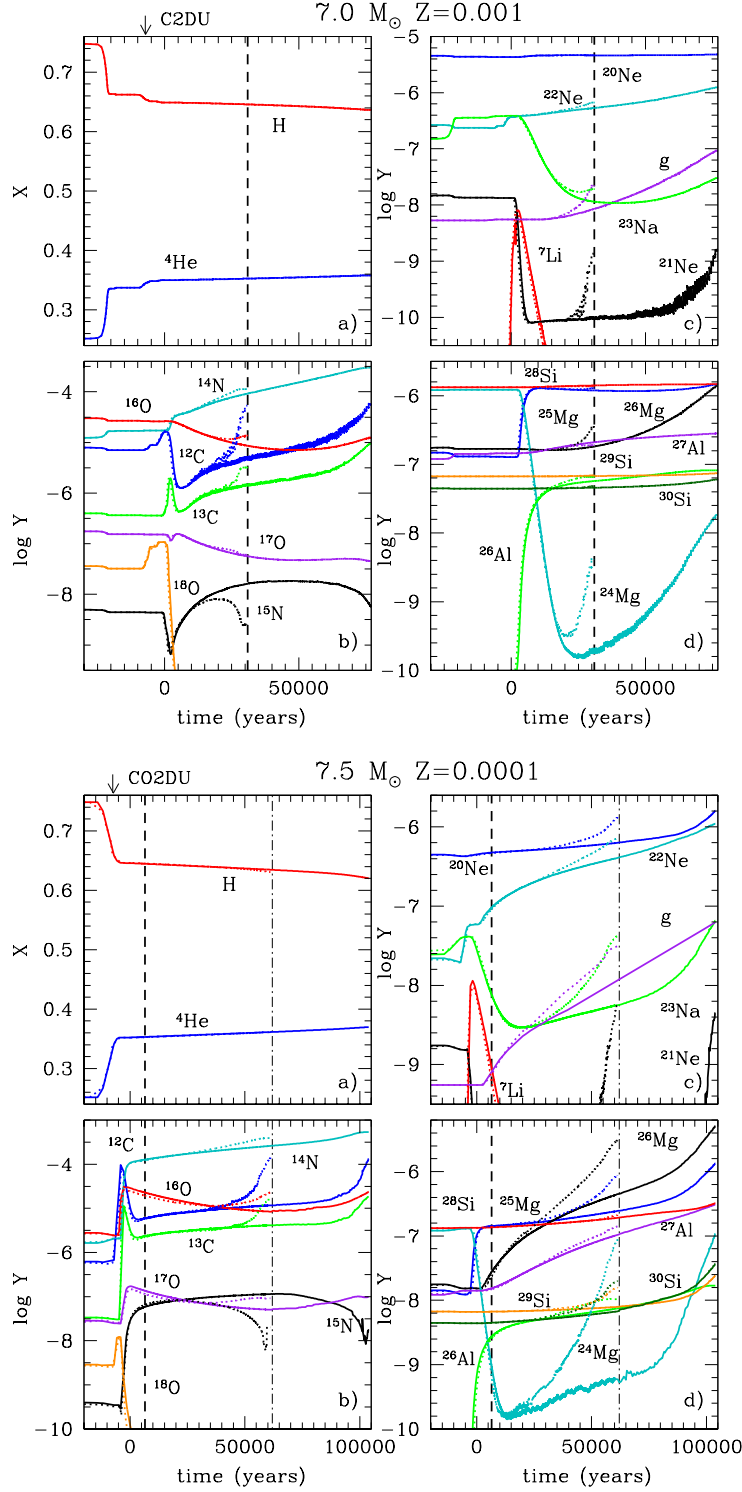 ↓ C2DU
7.0 M⊙ Z=0.001
X
0.7
0.6
0.5
0.4
0.3
H
⁴He
a)
log Y
-5
-6
-7
-8
-9
-10
²⁰Ne
²²Ne
g
²³Na
⁷Li
²¹Ne
c)
log Y
-4
-6
-8
¹⁴N
¹⁶O
¹²C
¹³C
¹⁷O
¹⁸O
¹⁵N
b)
0
50000
time (years)
log Y
-6
-7
-8
-9
-10
²⁸Si
²⁵Mg
²⁶Mg
²⁷Al
²⁹Si
³⁰Si
²⁶Al
²⁴Mg
d)
0
50000
time (years)
↓ CO2DU
7.5 M⊙ Z=0.0001
X
0.7
0.6
0.5
0.4
0.3
H
⁴He
a)
log Y
-6
-7
-8
-9
²⁰Ne
²²Ne
g
²³Na
²¹Ne
⁷Li
c)
log Y
-4
-6
-8
-10
¹²C
¹⁴N
¹⁶O
¹³C
¹⁷O
¹⁵N
¹⁸O
b)
0
50000
100000
time (years)
log Y
-6
-7
-8
-9
-10
²⁶Mg
²⁸Si
²⁵Mg
²⁷Al
³⁰Si
²⁹Si
²⁶Al
²⁴Mg
d)
0
50000
100000
time (years)